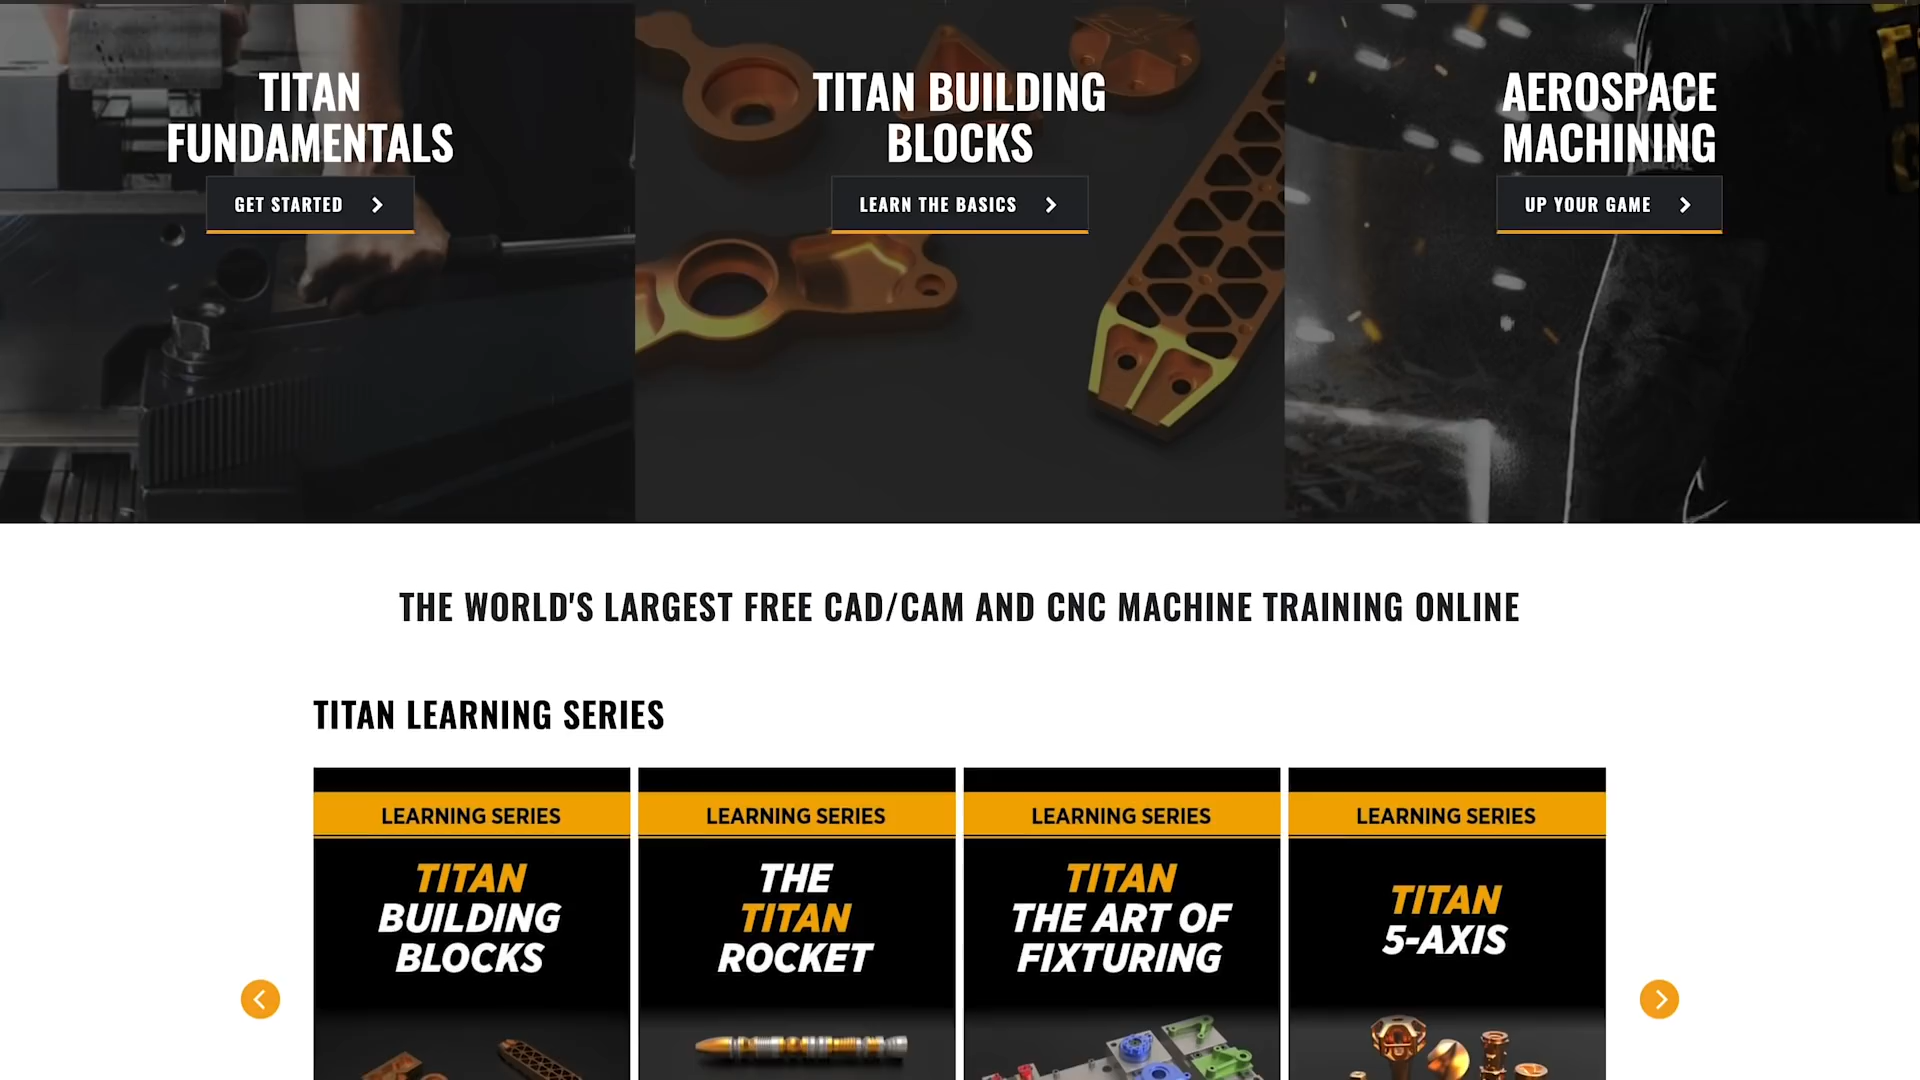 TITAN
FUNDAMENTALS
GET STARTED
TITAN BUILDING
BLOCKS
LEARN THE BASICS
AEROSPACE
MACHINING
UP YOUR GAME
THE WORLD'S LARGEST FREE CAD/CAM AND CNC MACHINE TRAINING ONLINE
TITAN LEARNING SERIES
LEARNING SERIES
TITAN
BUILDING
BLOCKS
LEARNING SERIES
THE
TITAN
ROCKET
LEARNING SERIES
TITAN
THE ART OF
FIXTURING
LEARNING SERIES
TITAN
5-AXIS